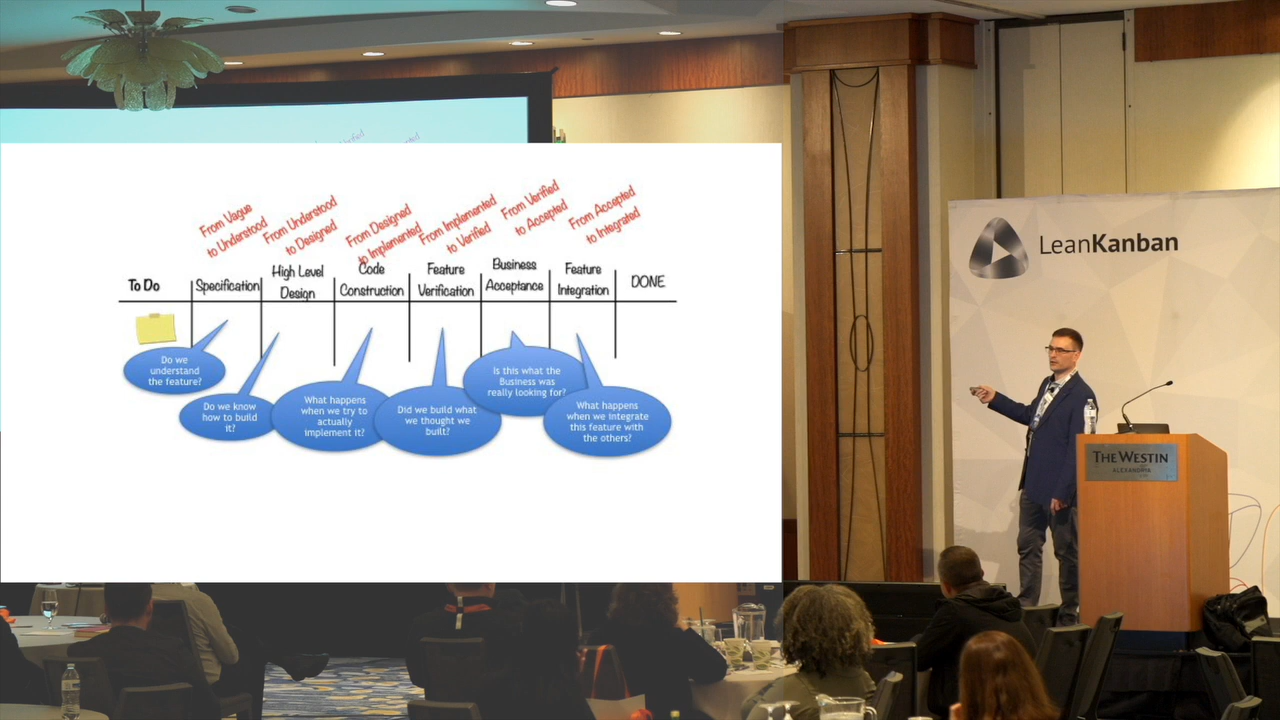 From Vague
to Understood
From Understood
to Designed
From Designed
to Implemented
From Implemented
to Verified
From Verified
to Accepted
From Accepted
to Integrated
To Do
Specification
High Level
Design
Code
Construction
Feature
Verification
Business
Acceptance
Feature
Integration
DONE
Do we
understand
the feature?
Do we know
how to build
it?
What happens
when we try to
actually
implement it?
Did we build what
we thought we
built?
Is this what the
Business was
really looking for?
What happens
when we integrate
this feature with
the others?
LeanKanban
THE WESTIN
ALEXANDRIA